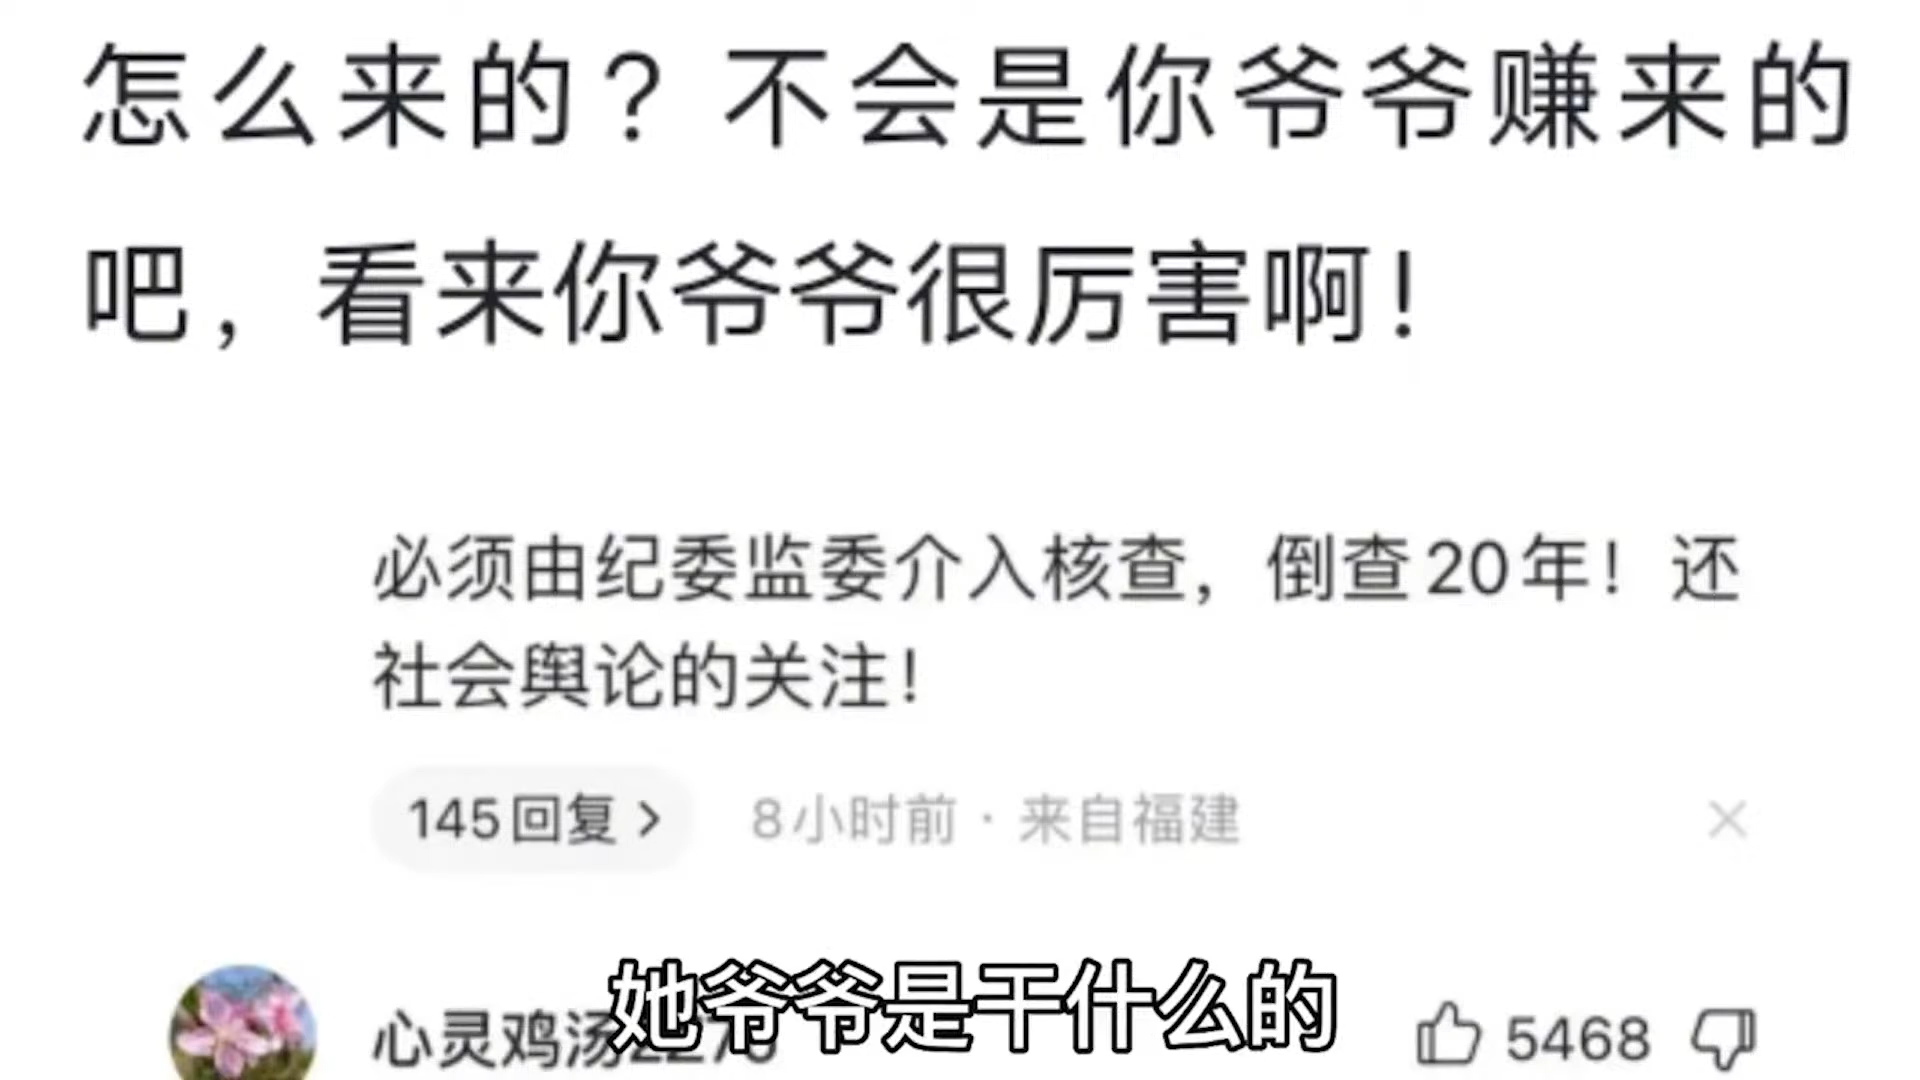 怎么来的？不会是你爷爷赚来的
吧，看来你爷爷很厉害啊！
必须由纪委监委介入核查，倒查20年！还
社会舆论的关注！
145回复 >
8小时前 · 来自福建
心灵鸡汤
她爷爷是干什么的
5468